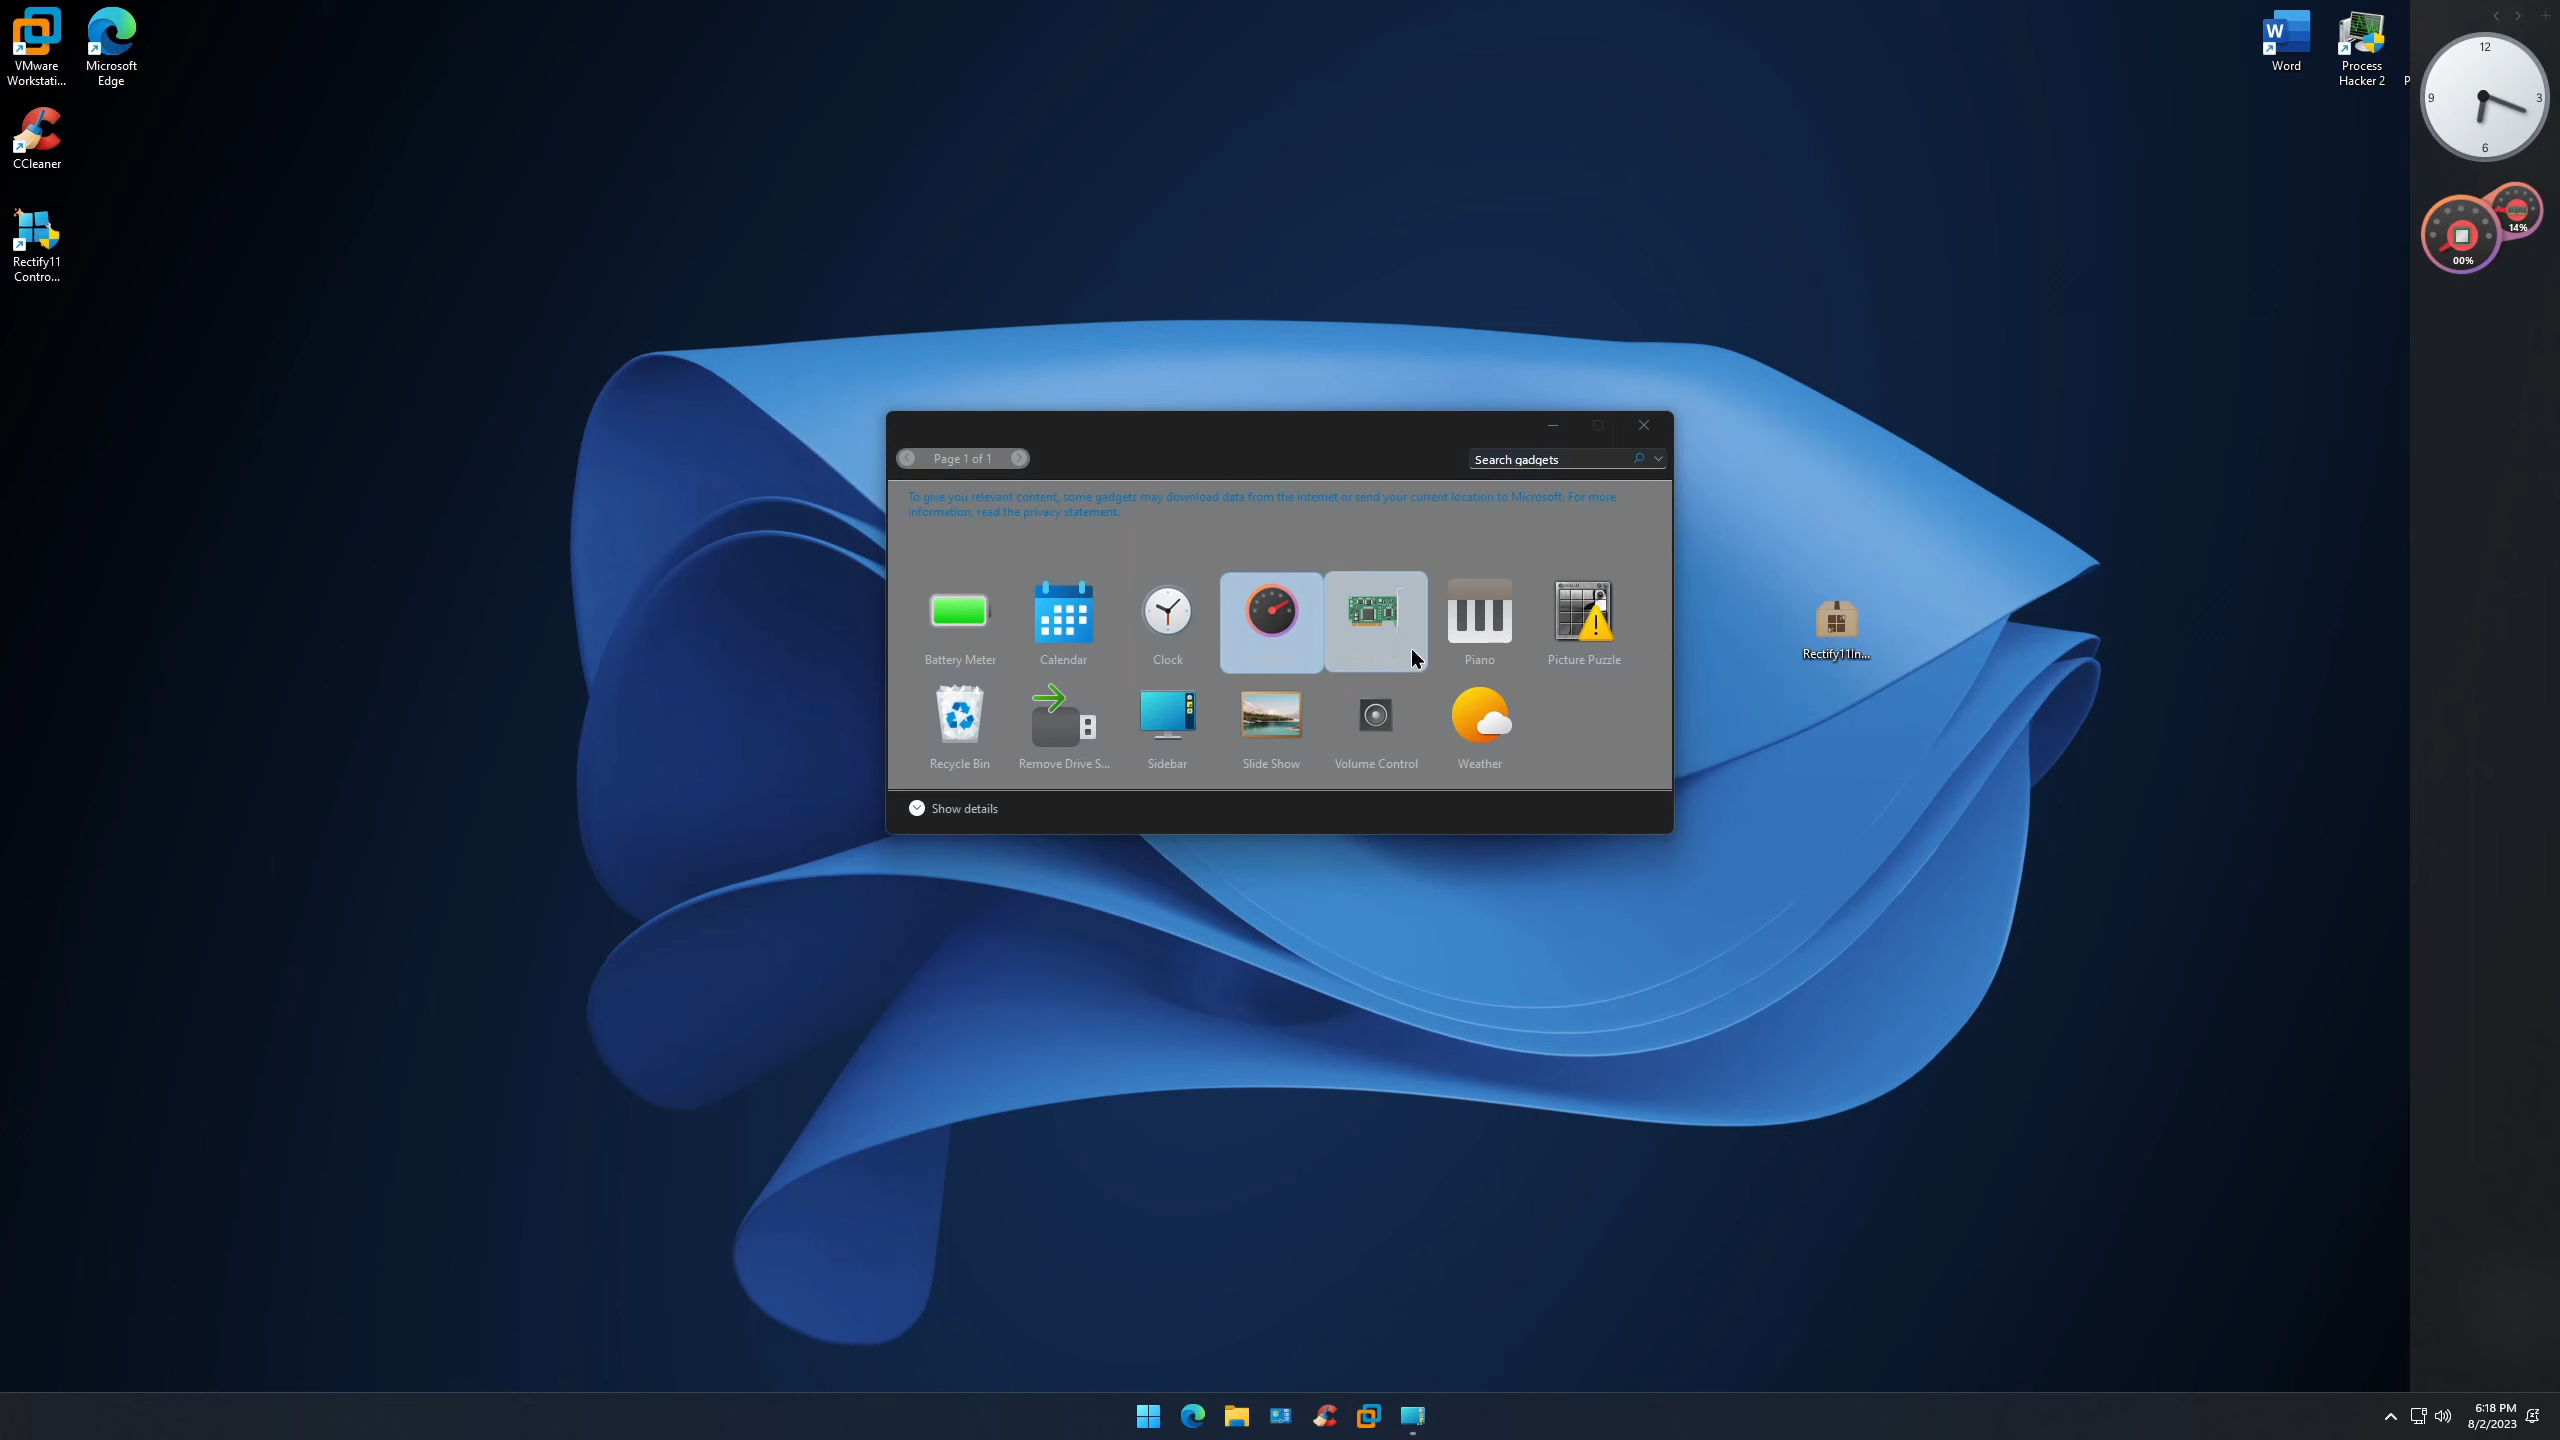 VMware
Workstati...
Microsoft
Edge
CCleaner
Rectify11
Contro...
Word
Process
Hacker 2
P
12
9
3
6
14%
00%
Page 1 of 1
Search gadgets
To give you relevant content, some gadgets may download data from the internet or send your current location to Microsoft. For more
information, read the privacy statement.
Battery Meter
Calendar
Clock
Piano
Picture Puzzle
Recycle Bin
Remove Drive S...
Sidebar
Slide Show
Volume Control
Weather
Show details
Rectify11In...
6:18 PM
8/2/2023